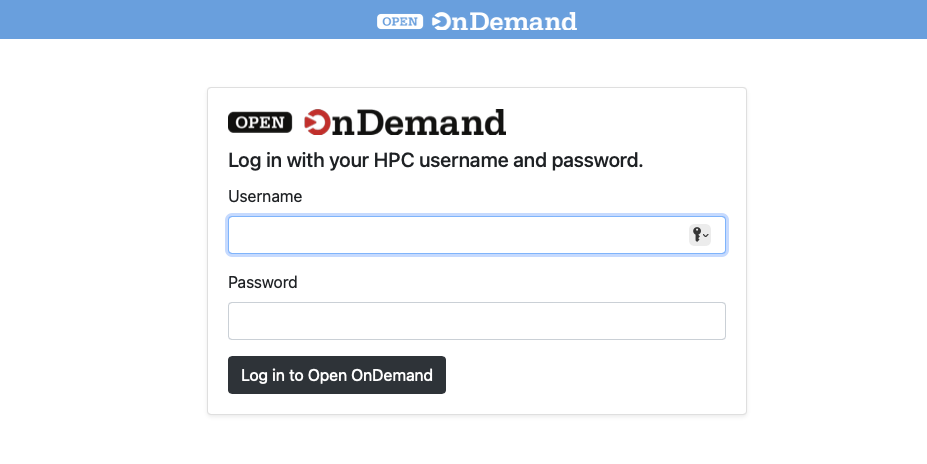 OPEN OnDemand
OPEN OnDemand
Log in with your HPC username and password.
Username
Password
Log in to Open OnDemand